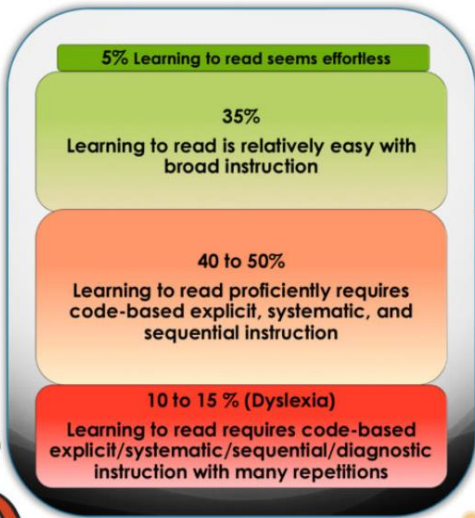 5% Learning to read seems effortless
35%
Learning to read is relatively easy with
broad instruction
40 to 50%
Learning to read proficiently requires
code-based explicit, systematic, and
sequential instruction
10 to 15 % (Dyslexia)
Learning to read requires code-based
explicit/systematic/sequential/diagnostic
instruction with many repetitions